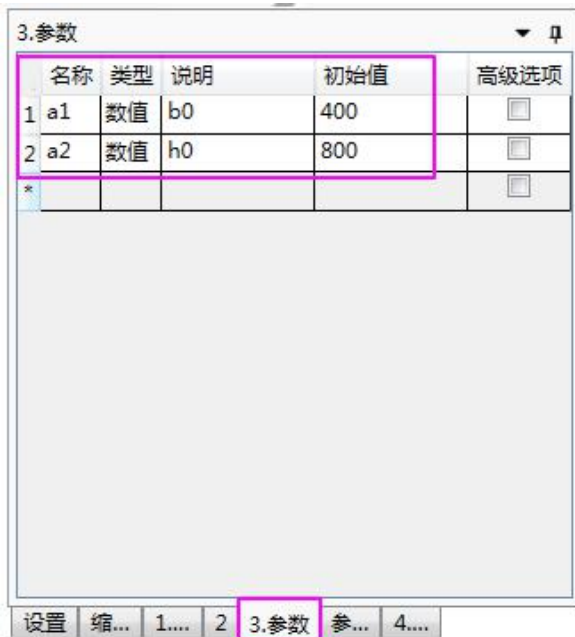 3.参数
名称 类型 说明 初始值 高级选项
1 a1 数值 b0 400
2 a2 数值 h0 800
*
设置 缩... 1.... 2 3.参数 参... 4....